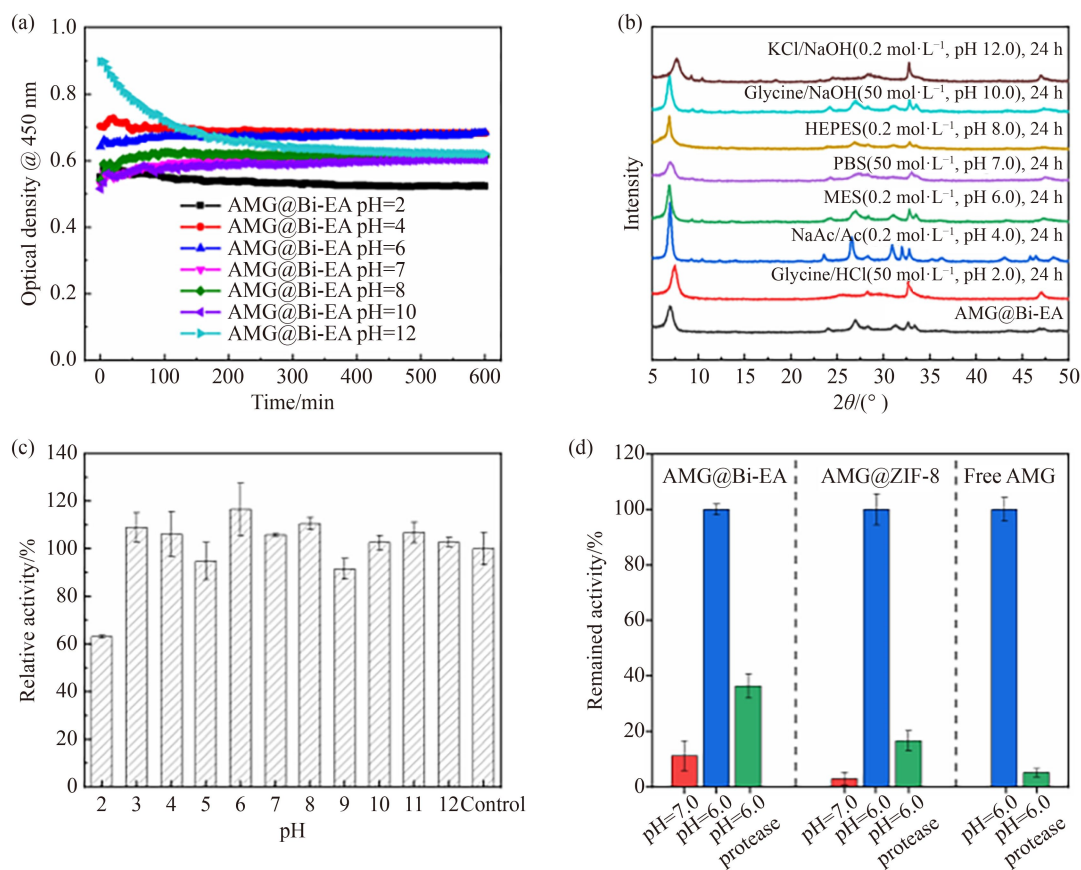 (a)
1.0
0.8
0.6
0.4
0.2
0.0
Optical density @ 450 nm
AMG@Bi-EA pH=2
AMG@Bi-EA pH=4
AMG@Bi-EA pH=6
AMG@Bi-EA pH=7
AMG@Bi-EA pH=8
AMG@Bi-EA pH=10
AMG@Bi-EA pH=12
0 100 200 300 400 500 600
Time/min
(b)
Intensity
KCl/NaOH(0.2 mol·L⁻¹, pH 12.0), 24 h
Glycine/NaOH(50 mol·L⁻¹, pH 10.0), 24 h
HEPES(0.2 mol·L⁻¹, pH 8.0), 24 h
PBS(50 mol·L⁻¹, pH 7.0), 24 h
MES(0.2 mol·L⁻¹, pH 6.0), 24 h
NaAc/Ac(0.2 mol·L⁻¹, pH 4.0), 24 h
Glycine/HCl(50 mol·L⁻¹, pH 2.0), 24 h
AMG@Bi-EA
5 10 15 20 25 30 35 40 45 50
2θ/(°)
(c)
140
120
100
80
60
40
20
0
Relative activity/%
2 3 4 5 6 7 8 9 10 11 12 Control
pH
(d)
120
100
80
60
40
20
0
Remained activity/%
AMG@Bi-EA
AMG@ZIF-8
Free AMG
pH=7.0
pH=6.0
pH=6.0
protease
pH=7.0
pH=6.0
pH=6.0
protease
pH=6.0
pH=6.0
protease